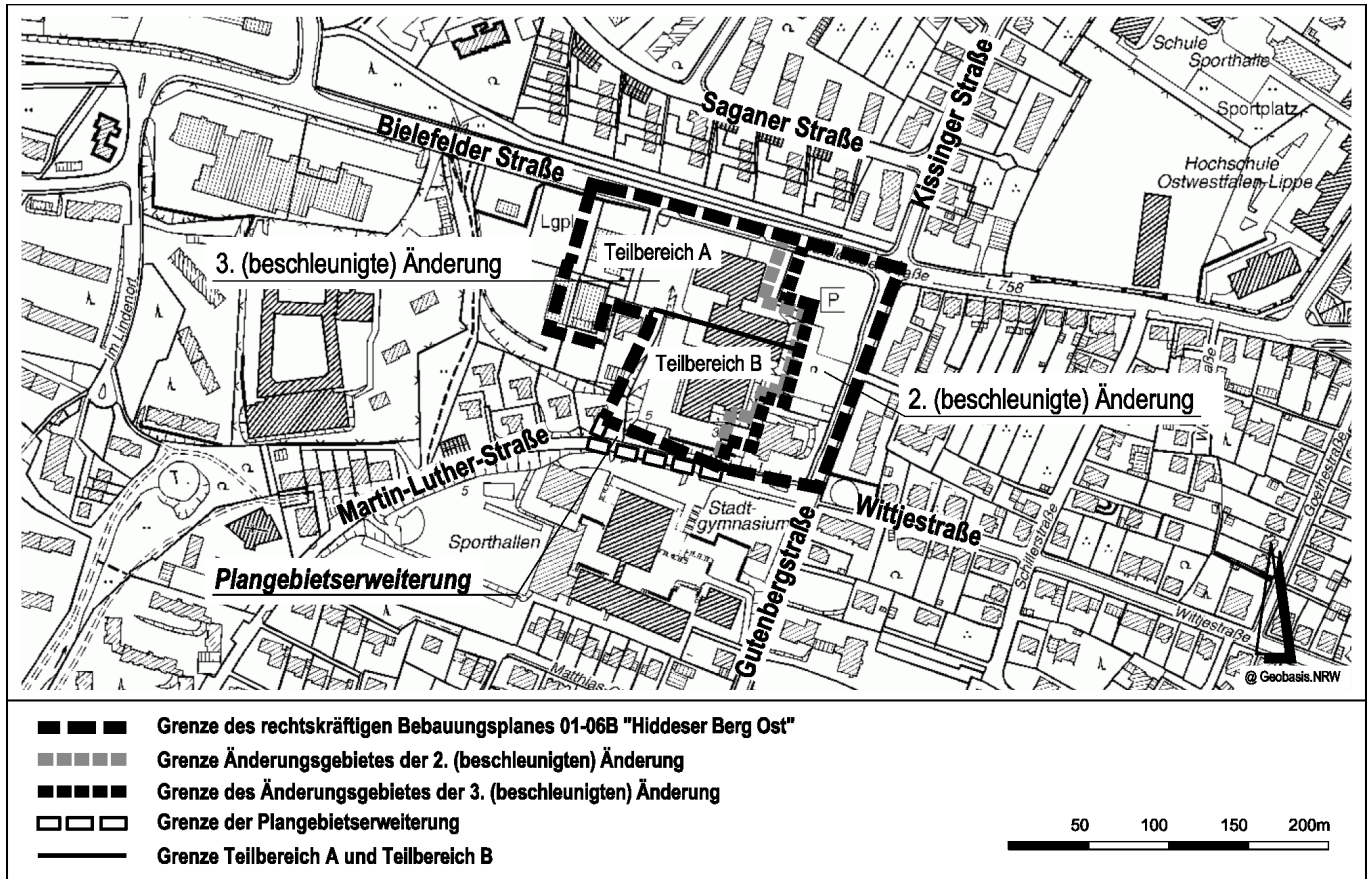 Schule
Sporthalle
Sportplatz
Saganer Straße
Kissinger Straße
Bielefelder Straße
Hochschule
Ostwestfalen-Lippe
Lgpl
Teilbereich A
3. (beschleunigte) Änderung
L 758
P
Im Lindenort
Teilbereich B
2. (beschleunigte) Änderung
5
Martin-Luther-Straße
5
T
Stadt-
gymnasium
Wittjestraße
Goethestraße
Sporthallen
Schillerstraße
Plangebietserweiterung
Wittjestraße
Gutenbergstraße
Matthias-
@ Geobasis.NRW
Grenze des rechtskräftigen Bebauungsplanes 01-06B "Hiddeser Berg Ost"
Grenze Änderungsgebietes der 2. (beschleunigten) Änderung
Grenze des Änderungsgebietes der 3. (beschleunigten) Änderung
Grenze der Plangebietserweiterung
Grenze Teilbereich A und Teilbereich B
50 100 150 200m